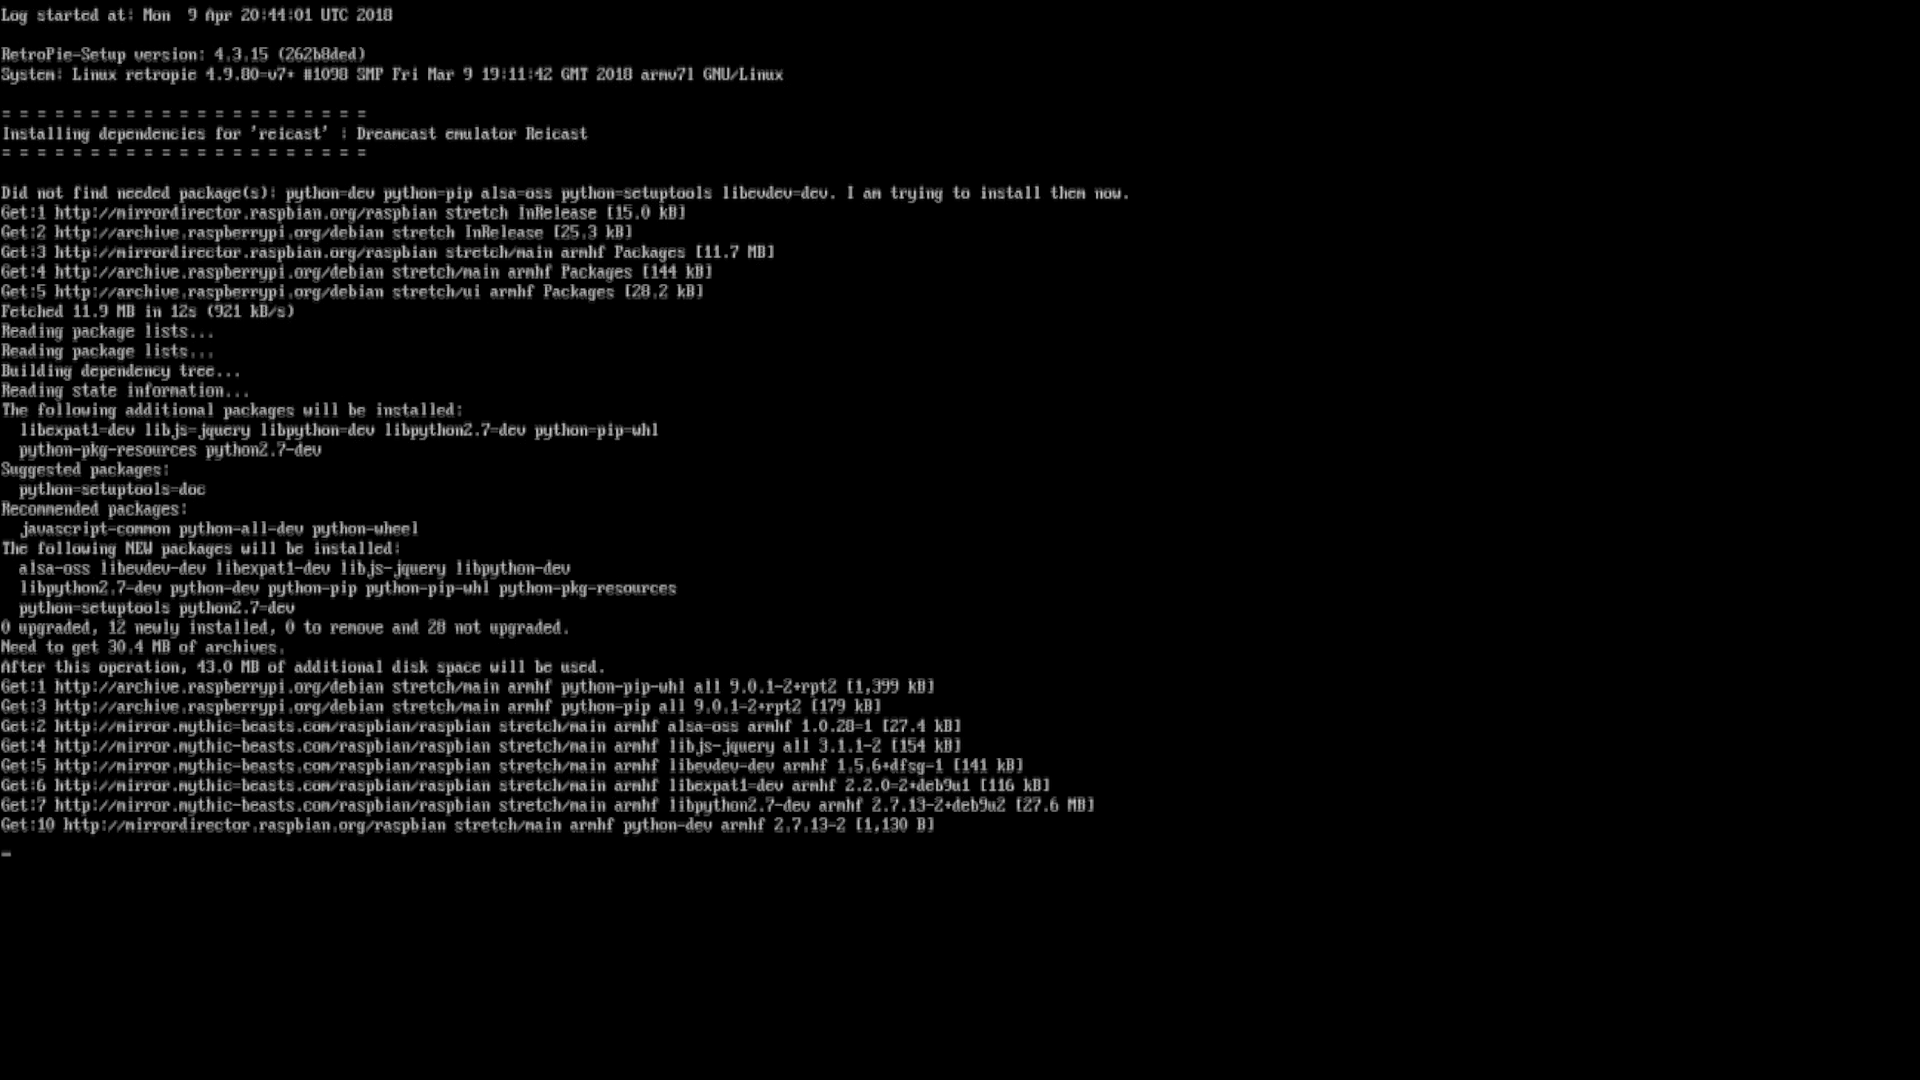 Log started at: Mon  9 Apr 20:44:01 UTC 2018
RetroPie-Setup version: 4.3.15 (262b8ded)
System: Linux retropie 4.9.80-v7+ #1098 SMP Fri Mar 9 19:11:42 GMT 2018 armv7l GNU/Linux
= = = = = = = = = = = = = = = = = = = = =
Installing dependencies for 'reicast' : Dreamcast emulator Reicast
= = = = = = = = = = = = = = = = = = = = =
Did not find needed package(s): python-dev python-pip alsa-oss python-setuptools libevdev-dev. I am trying to install them now.
Get:1 http://mirrordirector.raspbian.org/raspbian stretch InRelease [15.0 kB]
Get:2 http://archive.raspberrypi.org/debian stretch InRelease [25.3 kB]
Get:3 http://mirrordirector.raspbian.org/raspbian stretch/main armhf Packages [11.7 MB]
Get:4 http://archive.raspberrypi.org/debian stretch/main armhf Packages [144 kB]
Get:5 http://archive.raspberrypi.org/debian stretch/ui armhf Packages [28.2 kB]
Fetched 11.9 MB in 12s (921 kB/s)
Reading package lists...
Reading package lists...
Building dependency tree...
Reading state information...
The following additional packages will be installed:
  libexpat1-dev libjs-jquery libpython-dev libpython2.7-dev python-pip-whl
  python-pkg-resources python2.7-dev
Suggested packages:
  python-setuptools-doc
Recommended packages:
  javascript-common python-all-dev python-wheel
The following NEW packages will be installed:
  alsa-oss libevdev-dev libexpat1-dev libjs-jquery libpython-dev
  libpython2.7-dev python-dev python-pip python-pip-whl python-pkg-resources
  python-setuptools python2.7-dev
0 upgraded, 12 newly installed, 0 to remove and 28 not upgraded.
Need to get 30.4 MB of archives.
After this operation, 43.0 MB of additional disk space will be used.
Get:1 http://archive.raspberrypi.org/debian stretch/main armhf python-pip-whl all 9.0.1-2+rpt2 [1,399 kB]
Get:3 http://archive.raspberrypi.org/debian stretch/main armhf python-pip all 9.0.1-2+rpt2 [179 kB]
Get:2 http://mirror.mythic-beasts.com/raspbian/raspbian stretch/main armhf alsa-oss armhf 1.0.28-1 [27.4 kB]
Get:4 http://mirror.mythic-beasts.com/raspbian/raspbian stretch/main armhf libjs-jquery all 3.1.1-2 [154 kB]
Get:5 http://mirror.mythic-beasts.com/raspbian/raspbian stretch/main armhf libevdev-dev armhf 1.5.6+dfsg-1 [141 kB]
Get:6 http://mirror.mythic-beasts.com/raspbian/raspbian stretch/main armhf libexpat1-dev armhf 2.2.0-2+deb9u1 [116 kB]
Get:7 http://mirror.mythic-beasts.com/raspbian/raspbian stretch/main armhf libpython2.7-dev armhf 2.7.13-2+deb9u2 [27.6 MB]
Get:10 http://mirrordirector.raspbian.org/raspbian stretch/main armhf python-dev armhf 2.7.13-2 [1,130 B]